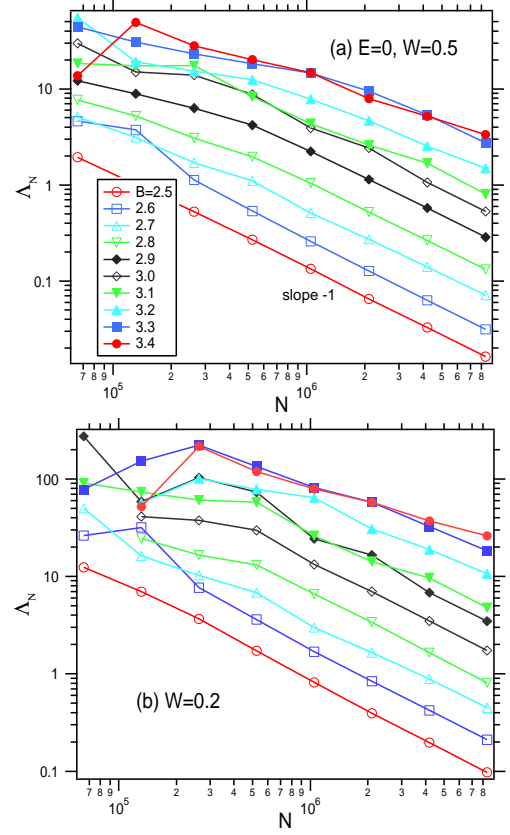 (a) E=0, W=0.5
10
1
0.1
Λ_N
B=2.5
2.6
2.7
2.8
2.9
3.0
3.1
3.2
3.3
3.4
slope -1
7 8 9 2 3 4 5 6 7 8 9 2 3 4 5 6 7 8
10^5 10^6
N
N
100
10
1
0.1
Λ_N
(b) W=0.2
7 8 9 2 3 4 5 6 7 8 9 2 3 4 5 6 7 8
10^5 10^6
N